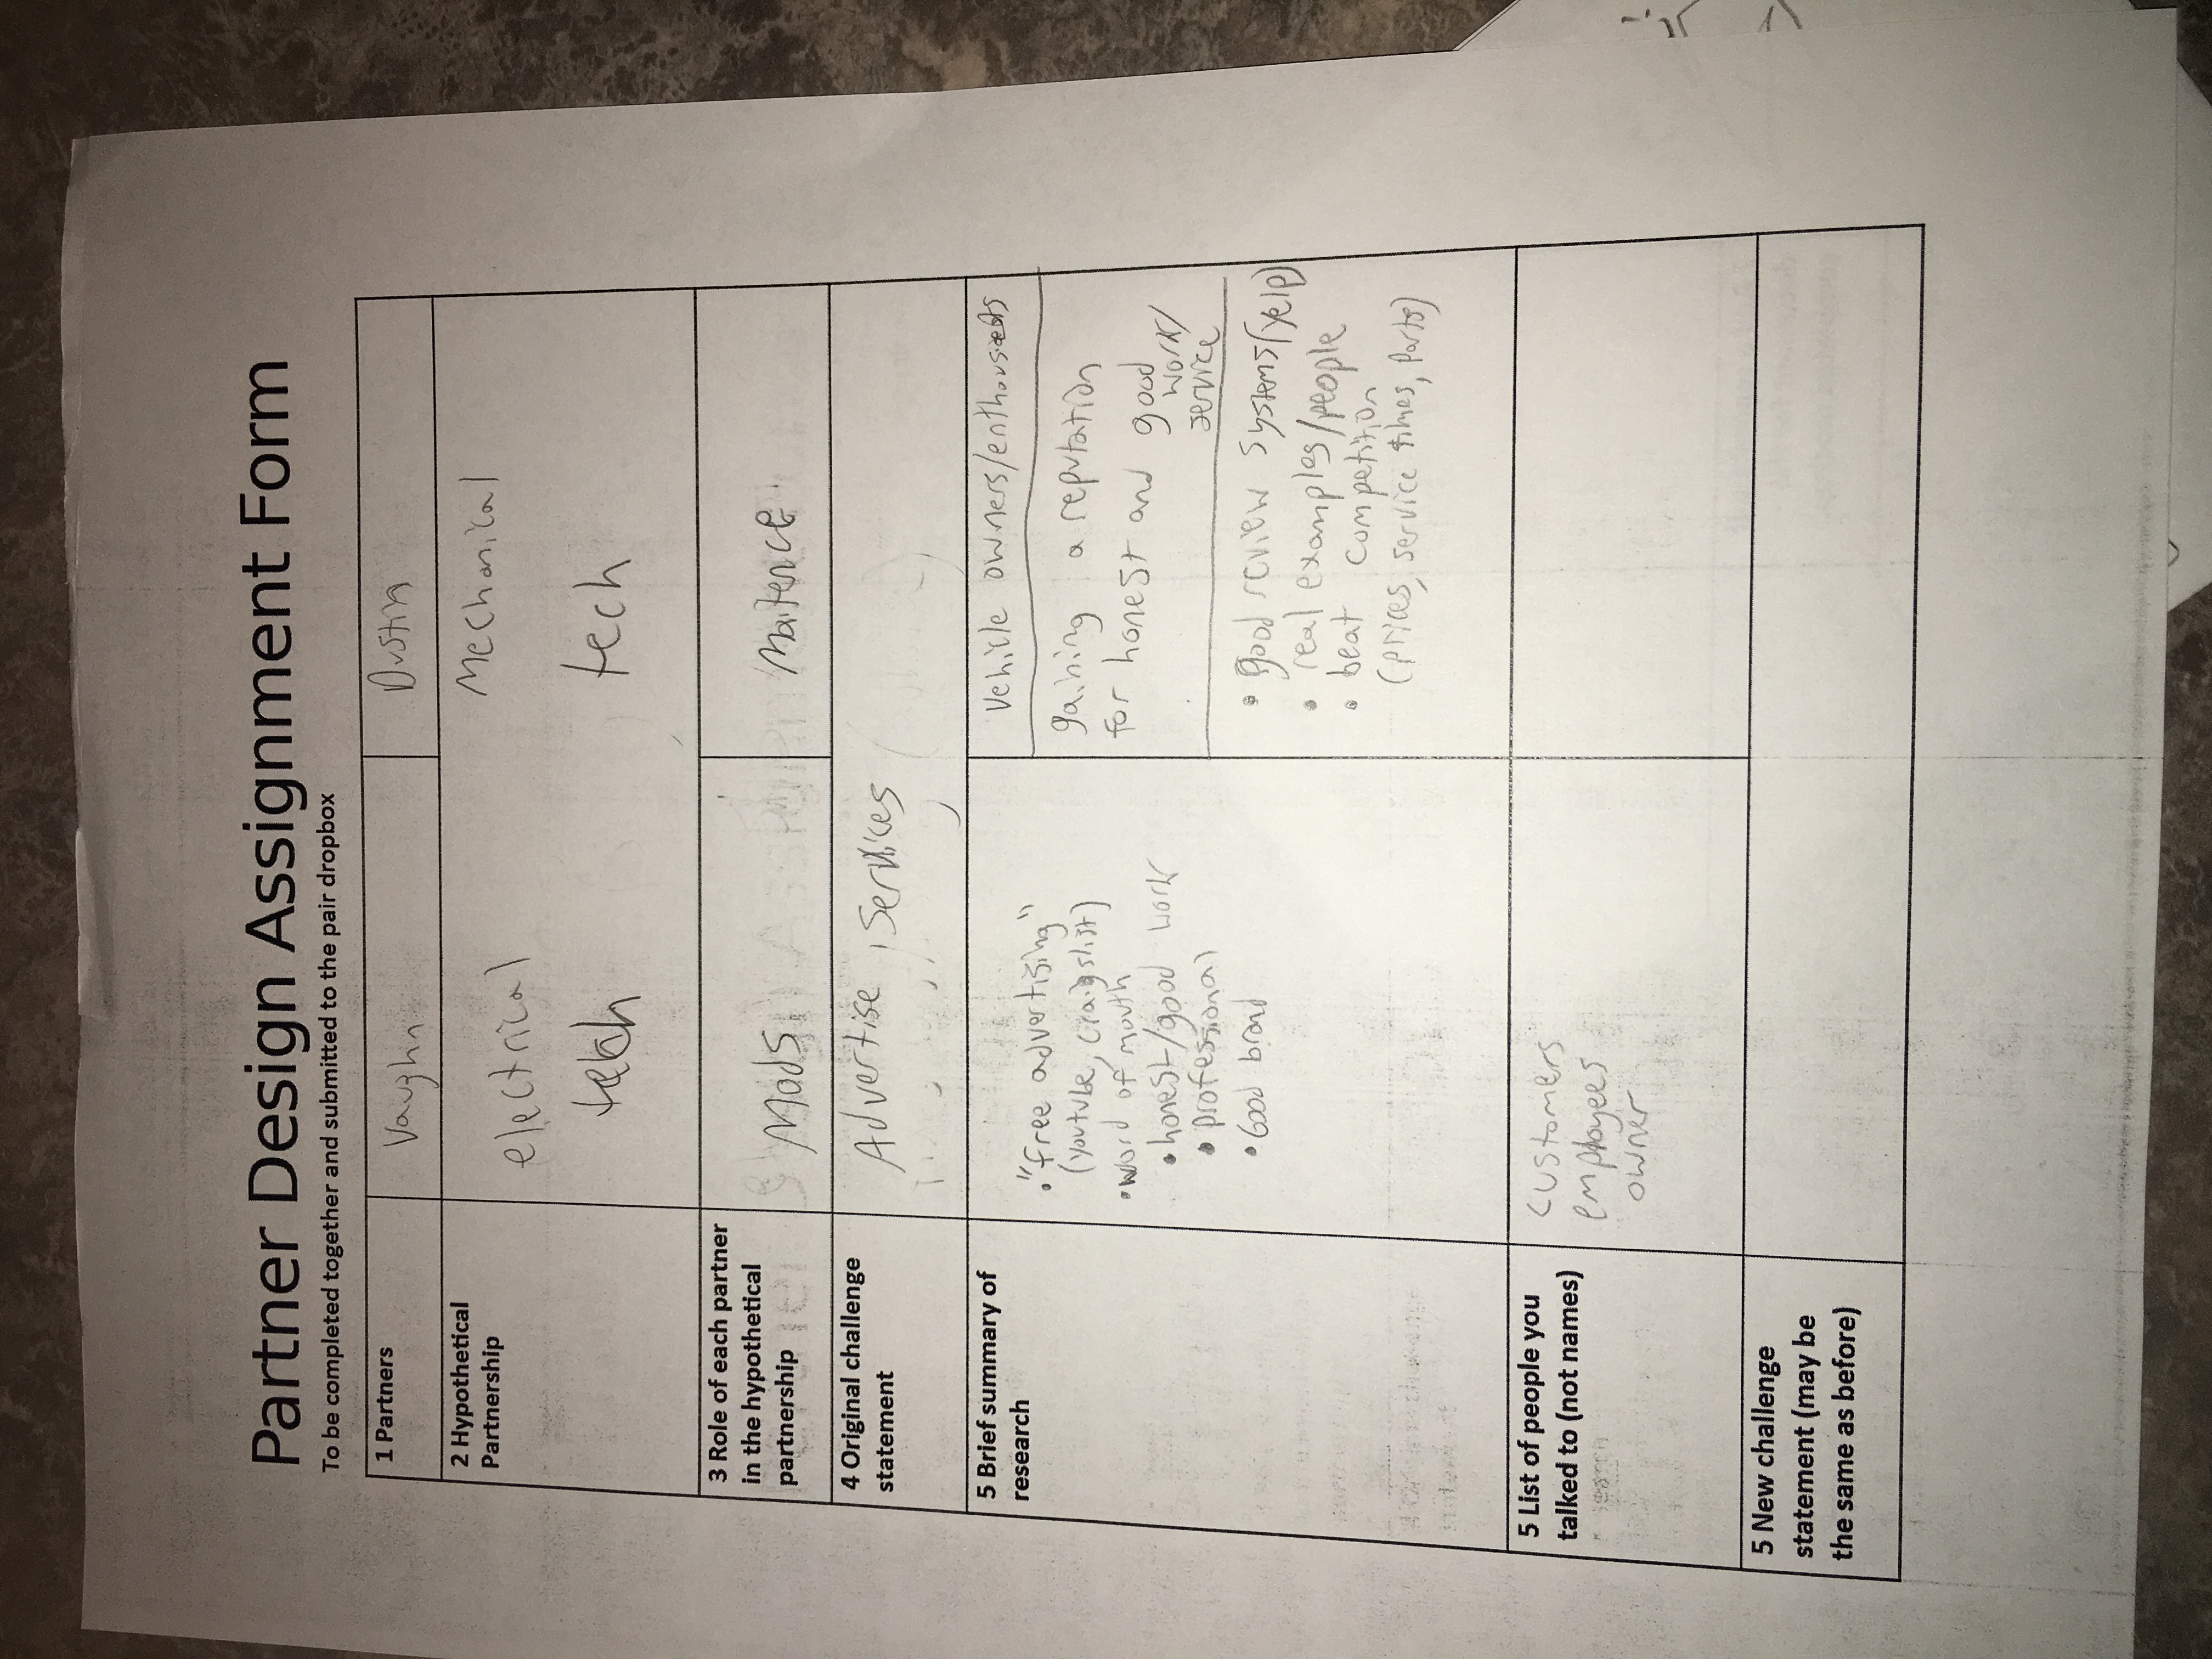 Partner Design Assignment Form
To be completed together and submitted to the pair dropbox
1 Partners
Vaughn
Dustin
2 Hypothetical
Partnership
electrical
tech
Mechanical
tech
3 Role of each partner
in the hypothetical
partnership
Mods
Maitence
4 Original challenge
statement
Advertise, Services
5 Brief summary of
research
• "free advertising"
(youtube, craigslist)
• word of mouth
• honest/good work
• professional
• Good brand
vehicle owners/enthousiests
gaining a reputation
for honest and good
work/
service
• good review systems (yelp)
• real examples/people
• beat competition
(prices, service times, Parts)
5 List of people you
talked to (not names)
customers
employees
owner
5 New challenge
statement (may be
the same as before)